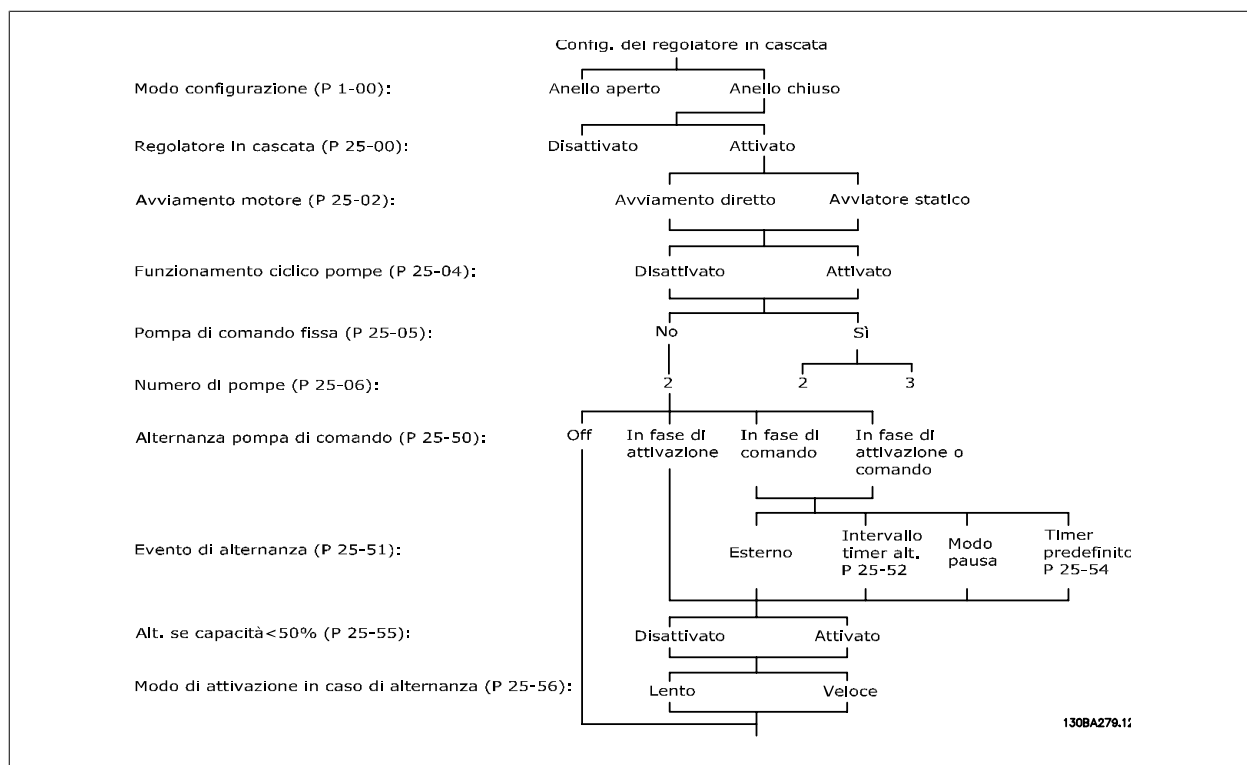 Config. del regolatore in cascata
Modo configurazione (P 1-00):
Anello aperto
Anello chiuso
Regolatore In cascata (P 25-00):
Disattivato
Attivato
Avviamento motore (P 25-02):
Avviamento diretto
Avviatore statico
Funzionamento ciclico pompe (P 25-04):
Disattivato
Attivato
Pompa di comando fissa (P 25-05):
No
Sì
Numero di pompe (P 25-06):
2
2
3
Alternanza pompa di comando (P 25-50):
Off
In fase di
attivazione
In fase di
comando
In fase di
attivazione o
comando
Evento di alternanza (P 25-51):
Esterno
Intervallo
timer alt.
P 25-52
Modo
pausa
Timer
predefinito
P 25-54
Alt. se capacità<50% (P 25-55):
Disattivato
Attivato
Modo di attivazione in caso di alternanza (P 25-56):
Lento
Veloce
130BA279.12